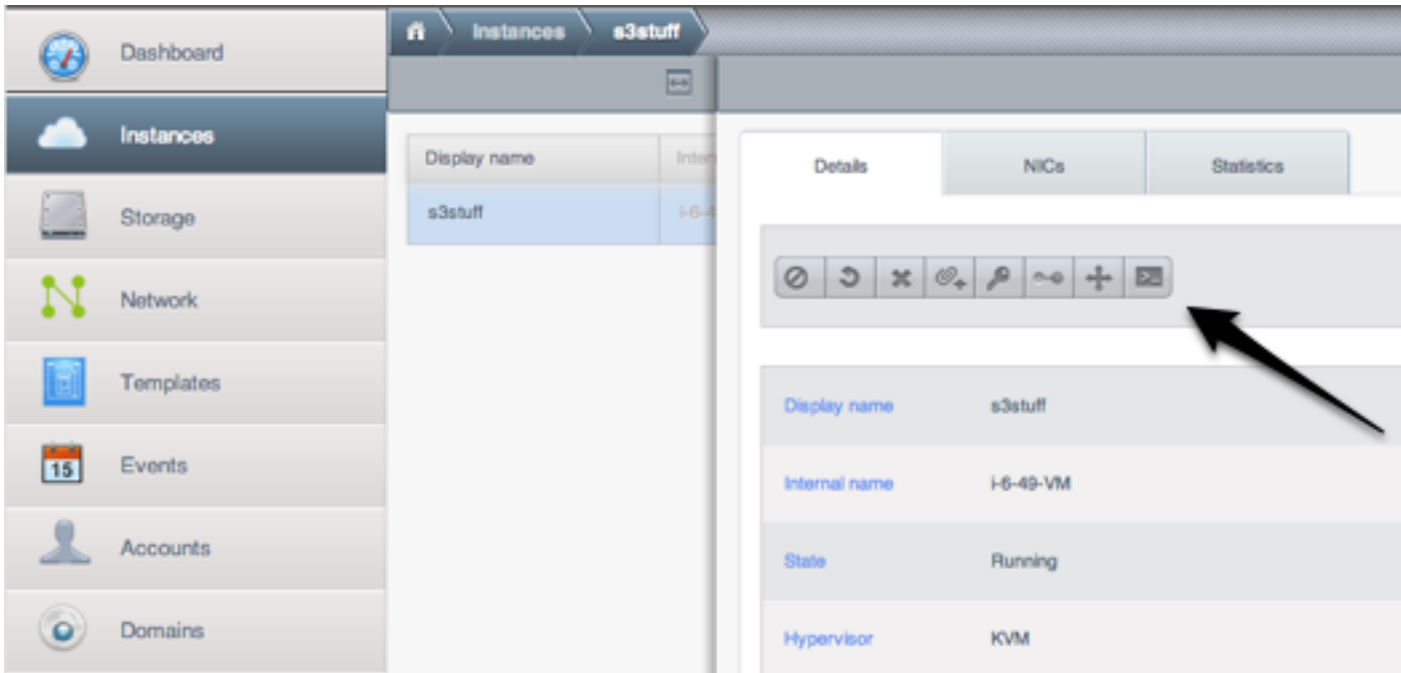 Dashboard
Instances
Storage
Network
Templates
15
Events
Accounts
Domains
Instances
s3stuff
Display name
s3stuff
Details
NICs
Statistics
Display name
s3stuff
Internal name
i-6-49-VM
State
Running
Hypervisor
KVM